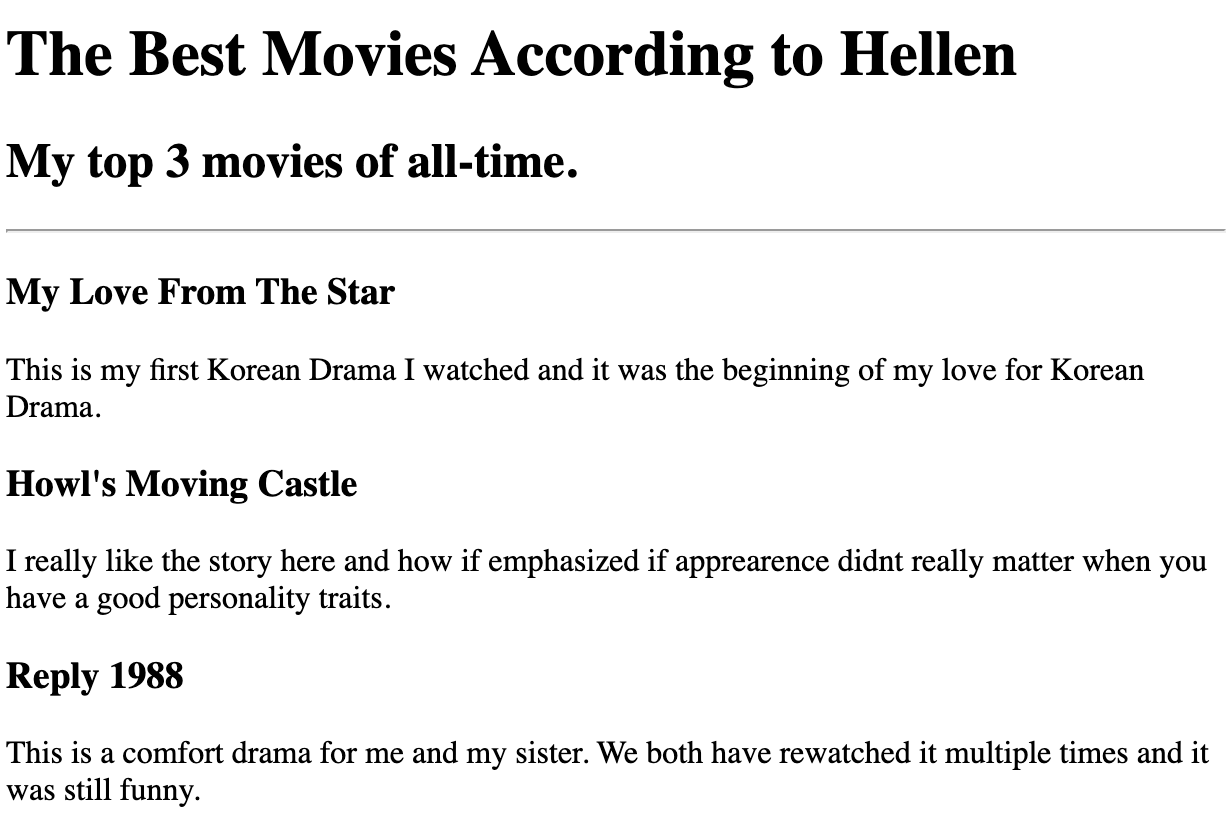 The Best Movies According to Hellen
My top 3 movies of all-time.
My Love From The Star
This is my first Korean Drama I watched and it was the beginning of my love for Korean
Drama.
Howl's Moving Castle
I really like the story here and how if emphasized if apprearence didnt really matter when you
have a good personality traits.
Reply 1988
This is a comfort drama for me and my sister. We both have rewatched it multiple times and it
was still funny.